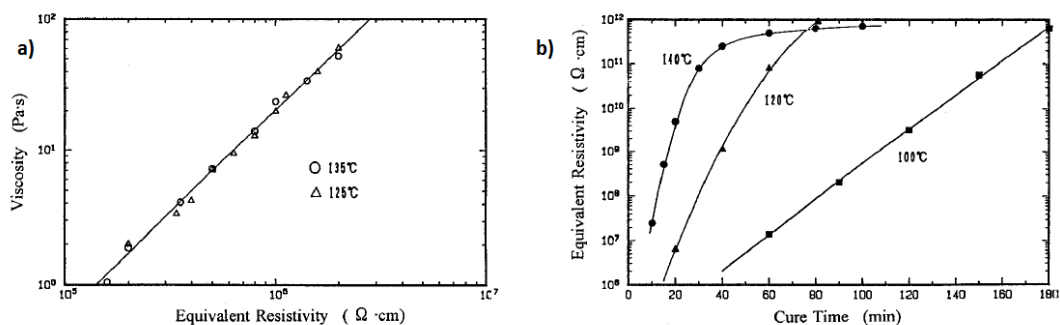 a)
Viscosity (Pa·s)
10²
10¹
10⁰
10⁵
10⁶
10⁷
135℃
125℃
Equivalent Resistivity ( Ω·cm)
b)
Equivalent Resistivity ( Ω·cm)
10¹²
10¹¹
10¹⁰
10⁹
10⁸
10⁷
10⁶
140℃
120℃
100℃
0 20 40 60 80 100 120 140 160
Cure Time (min)